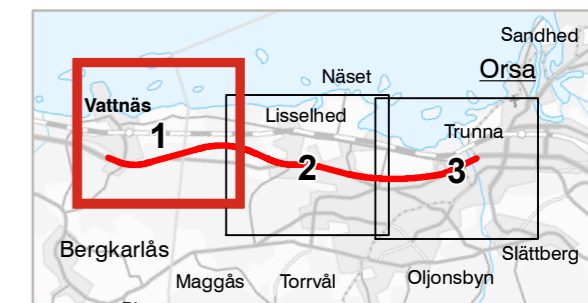 Sandhed
Orsa
Näset
Vattnäs
Lisselhed
Trunna
1
2
3
Bergkarlås
Slättberg
Maggås
Torrvål
Oljonsbyn